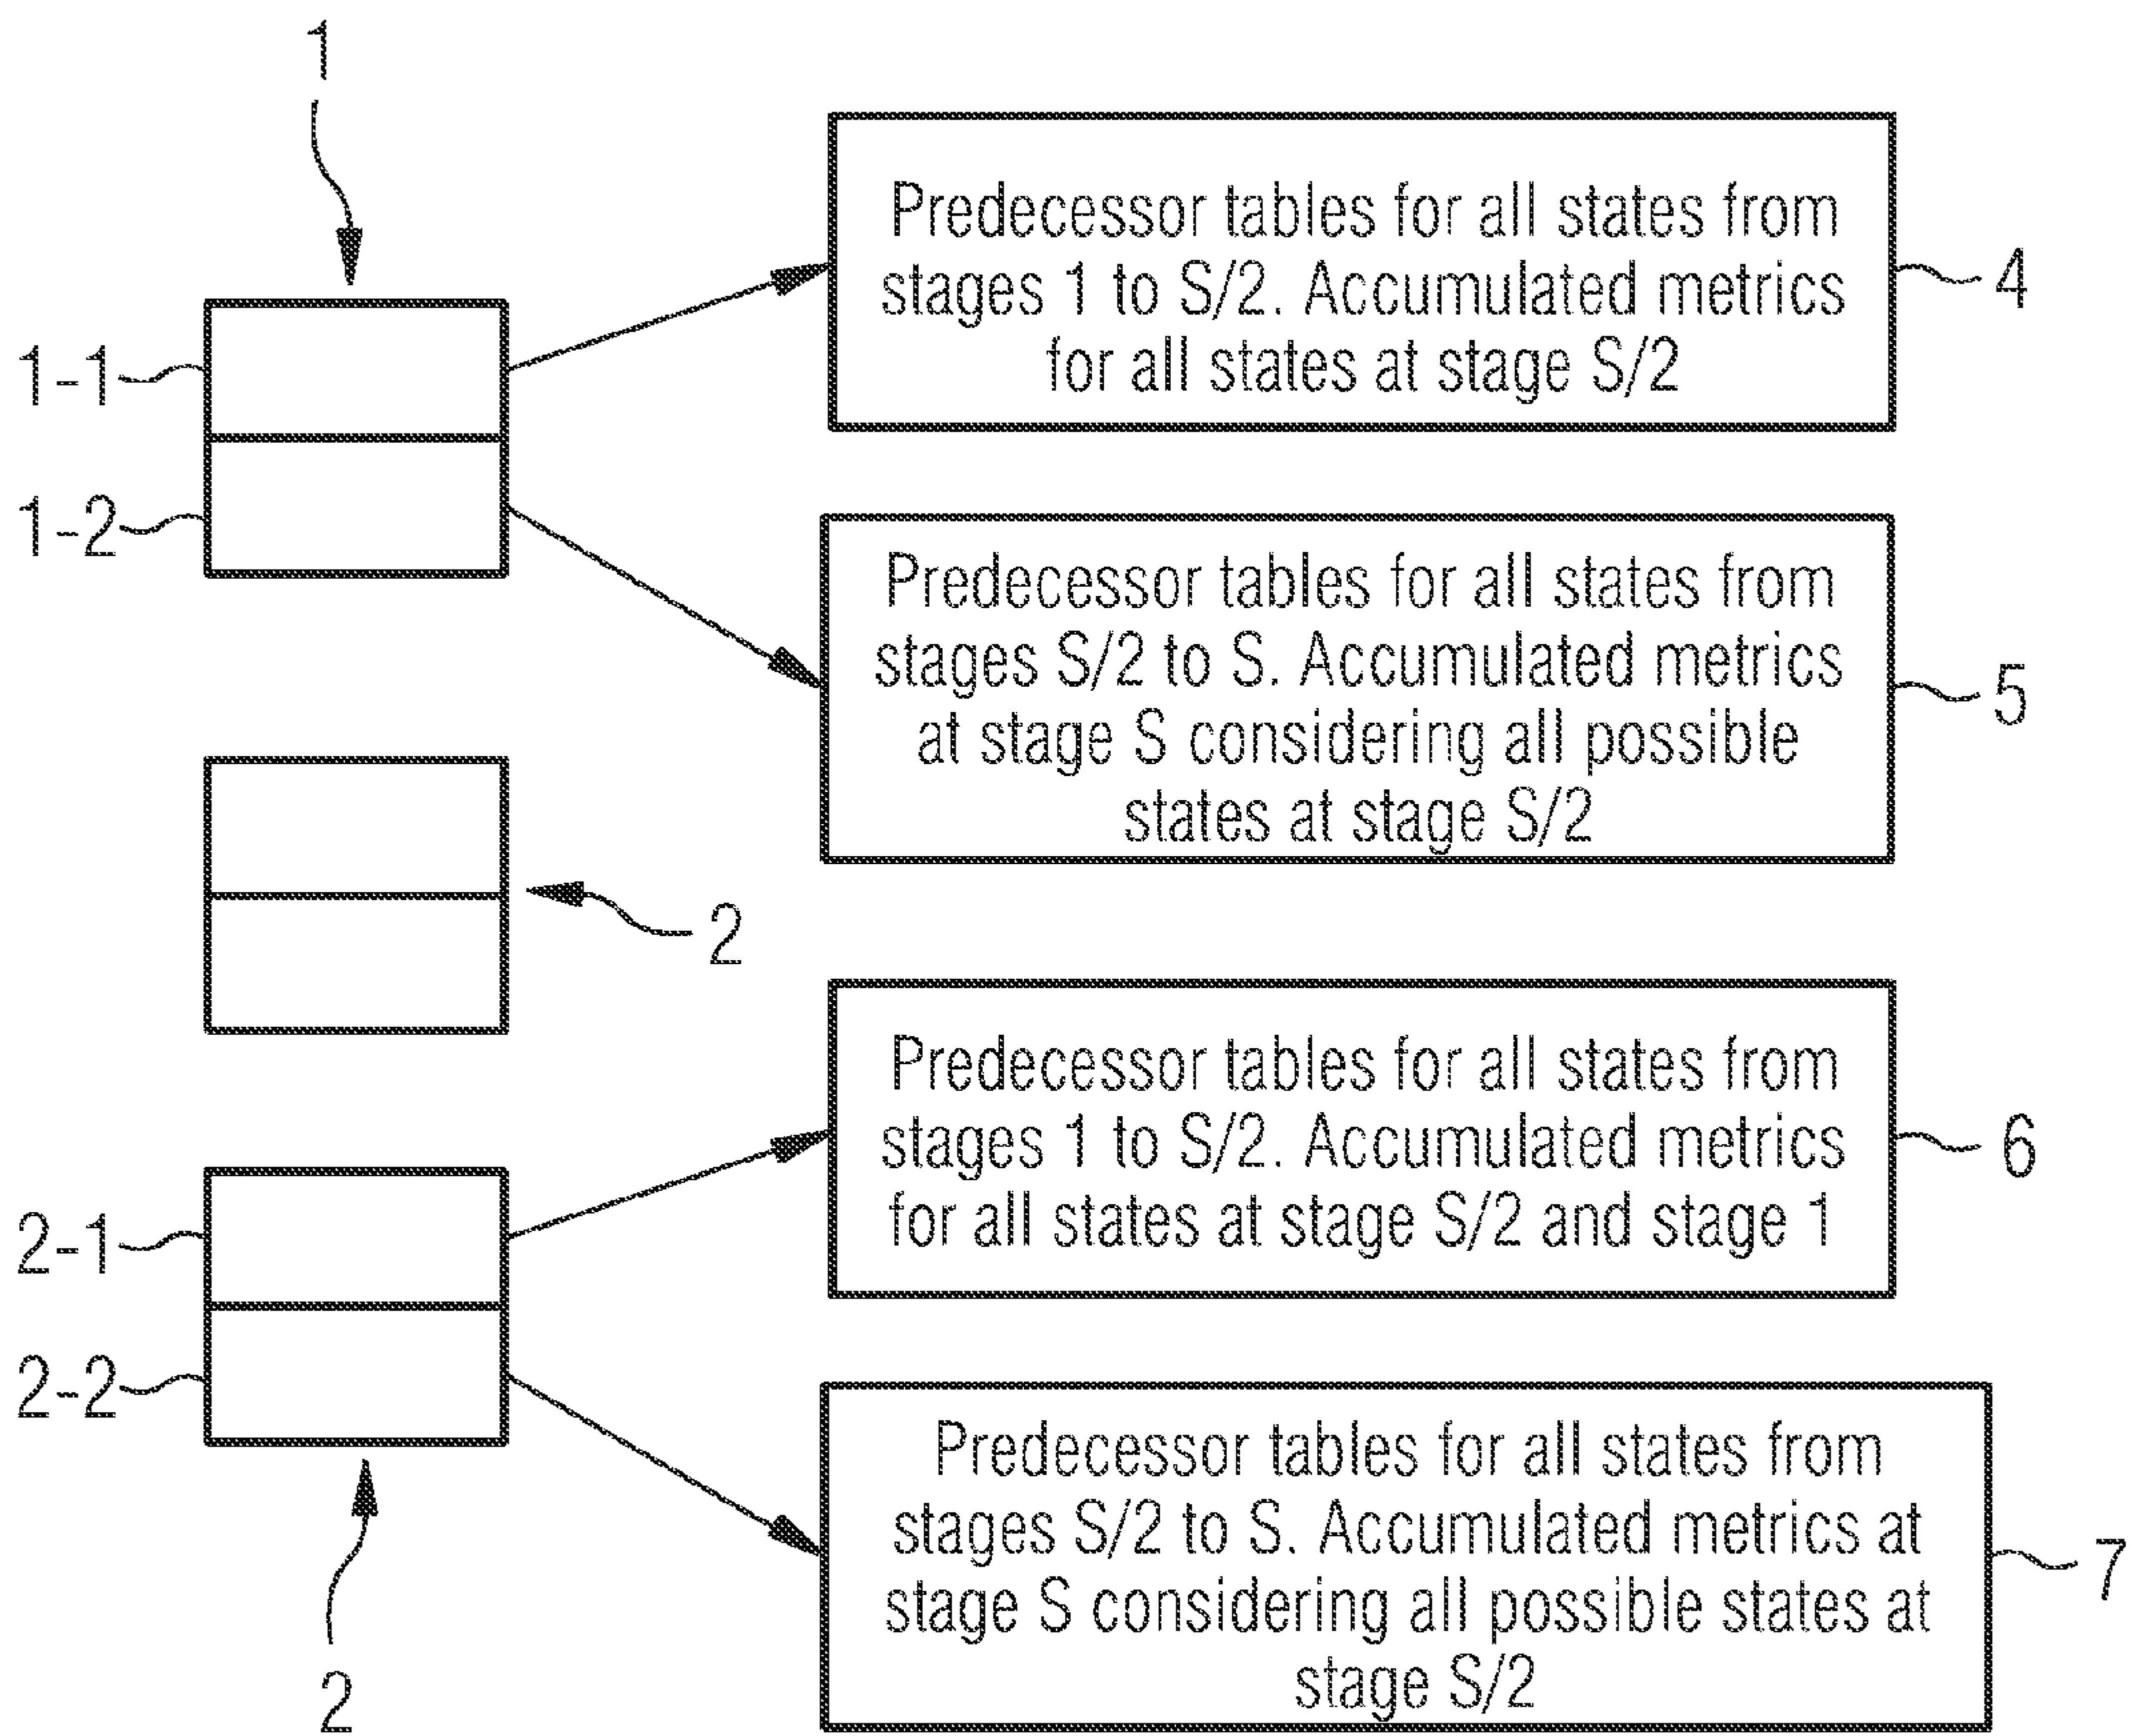 1
Predecessor tables for all states from
stages 1 to S/2. Accumulated metrics
for all states at stage S/2
4
1-1
1-2
Predecessor tables for all states from
stages S/2 to S. Accumulated metrics
at stage S considering all possible
states at stage S/2
5
2
Predecessor tables for all states from
stages 1 to S/2. Accumulated metrics
for all states at stage S/2 and stage 1
6
2-1
2-2
Predecessor tables for all states from
stages S/2 to S. Accumulated metrics at
stage S considering all possible states at
stage S/2
7
2